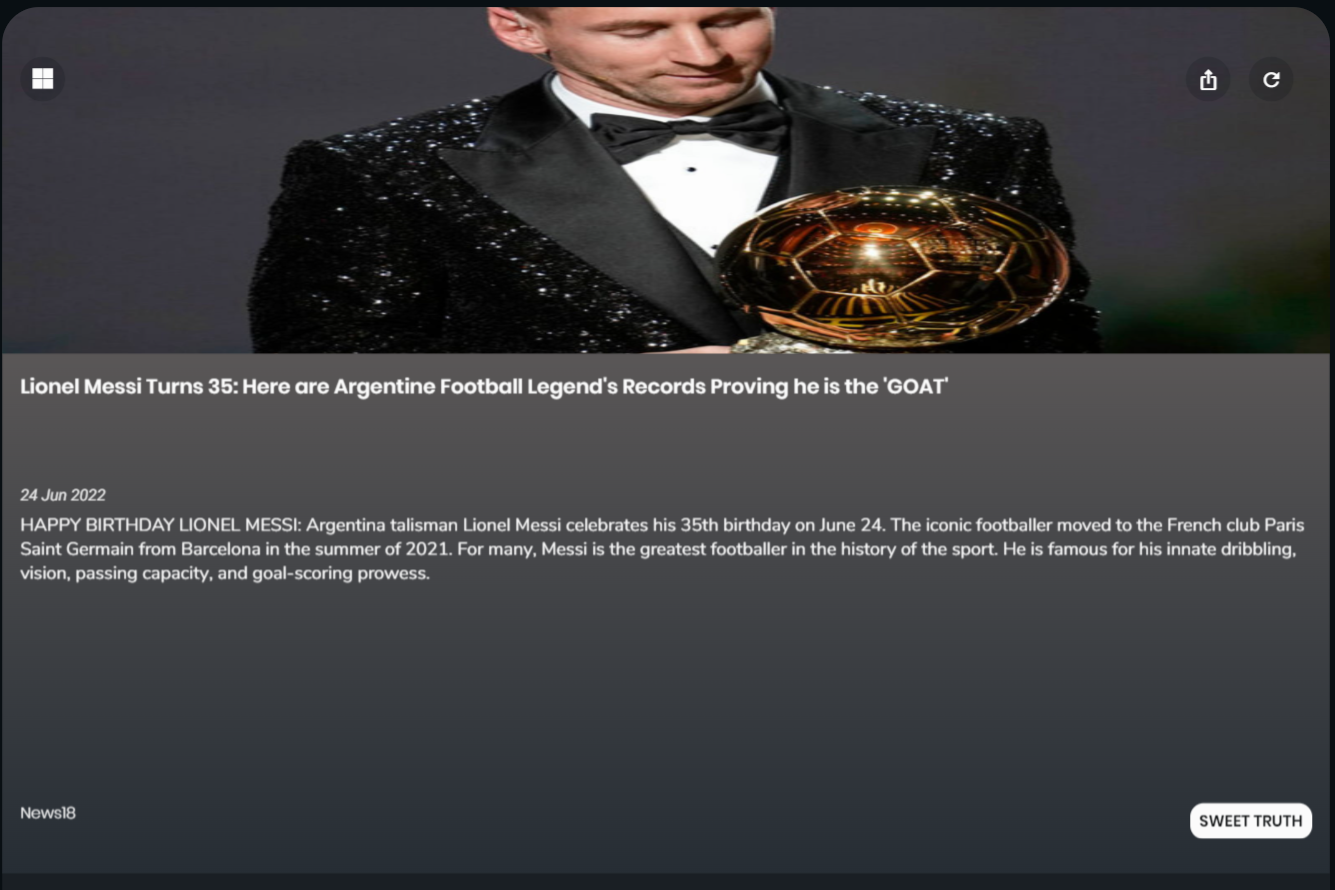 Lionel Messi Turns 35: Here are Argentine Football Legend's Records Proving he is the 'GOAT'
24 Jun 2022
HAPPY BIRTHDAY LIONEL MESSI: Argentina talisman Lionel Messi celebrates his 35th birthday on June 24. The iconic footballer moved to the French club Paris
Saint Germain from Barcelona in the summer of 2021. For many, Messi is the greatest footballer in the history of the sport. He is famous for his innate dribbling,
vision, passing capacity, and goal-scoring prowess.
News18
SWEET TRUTH